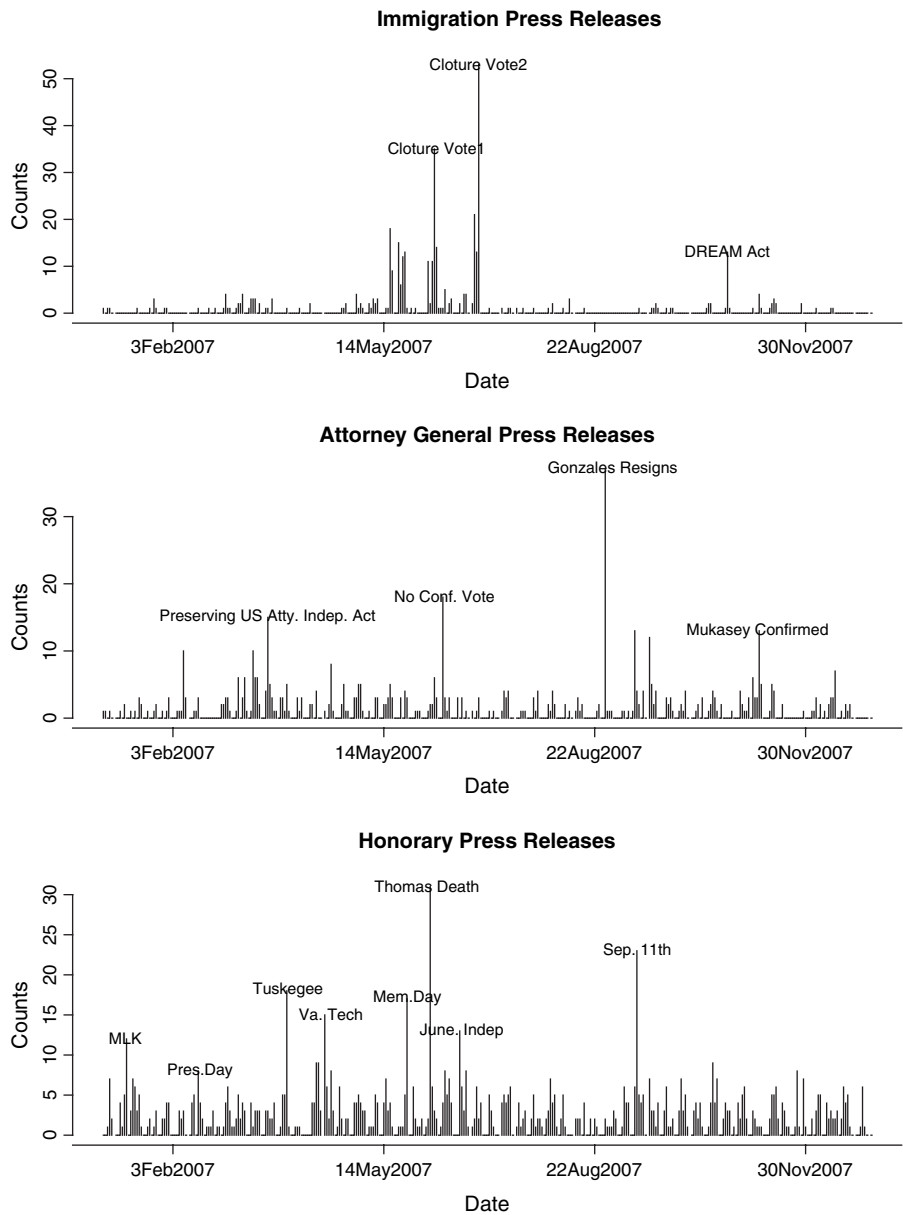 Immigration Press Releases
Cloture Vote2
Cloture Vote1
DREAM Act
Counts
0 10 20 30 40 50
3Feb2007 14May2007 22Aug2007 30Nov2007
Date
Attorney General Press Releases
Gonzales Resigns
No Conf. Vote
Preserving US Atty. Indep. Act
Mukasey Confirmed
Counts
0 10 20 30
3Feb2007 14May2007 22Aug2007 30Nov2007
Date
Honorary Press Releases
Thomas Death
Sep. 11th
Tuskegee
Mem.Day
Va. Tech
June. Indep
MLK
Pres.Day
Counts
0 5 10 15 20 25 30
3Feb2007 14May2007 22Aug2007 30Nov2007
Date